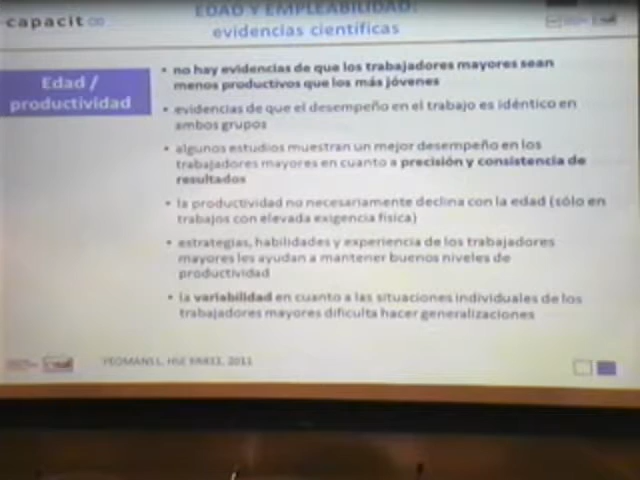 capacit
EDAD Y EMPLEABILIDAD:
evidencias científicas
Edad /
productividad
• no hay evidencias de que los trabajadores mayores sean
menos productivos que los más jóvenes
• evidencias de que el desempeño en el trabajo es idéntico en
ambos grupos
• algunos estudios muestran un mejor desempeño en los
trabajadores mayores en cuanto a precisión y consistencia de
resultados
• la productividad no necesariamente declina con la edad (sólo en
trabajos con elevada exigencia física)
• estrategias, habilidades y experiencia de los trabajadores
mayores les ayudan a mantener buenos niveles de
productividad
• la variabilidad en cuanto a las situaciones individuales de los
trabajadores mayores dificulta hacer generalizaciones
YEOMANS L, HSE 2011